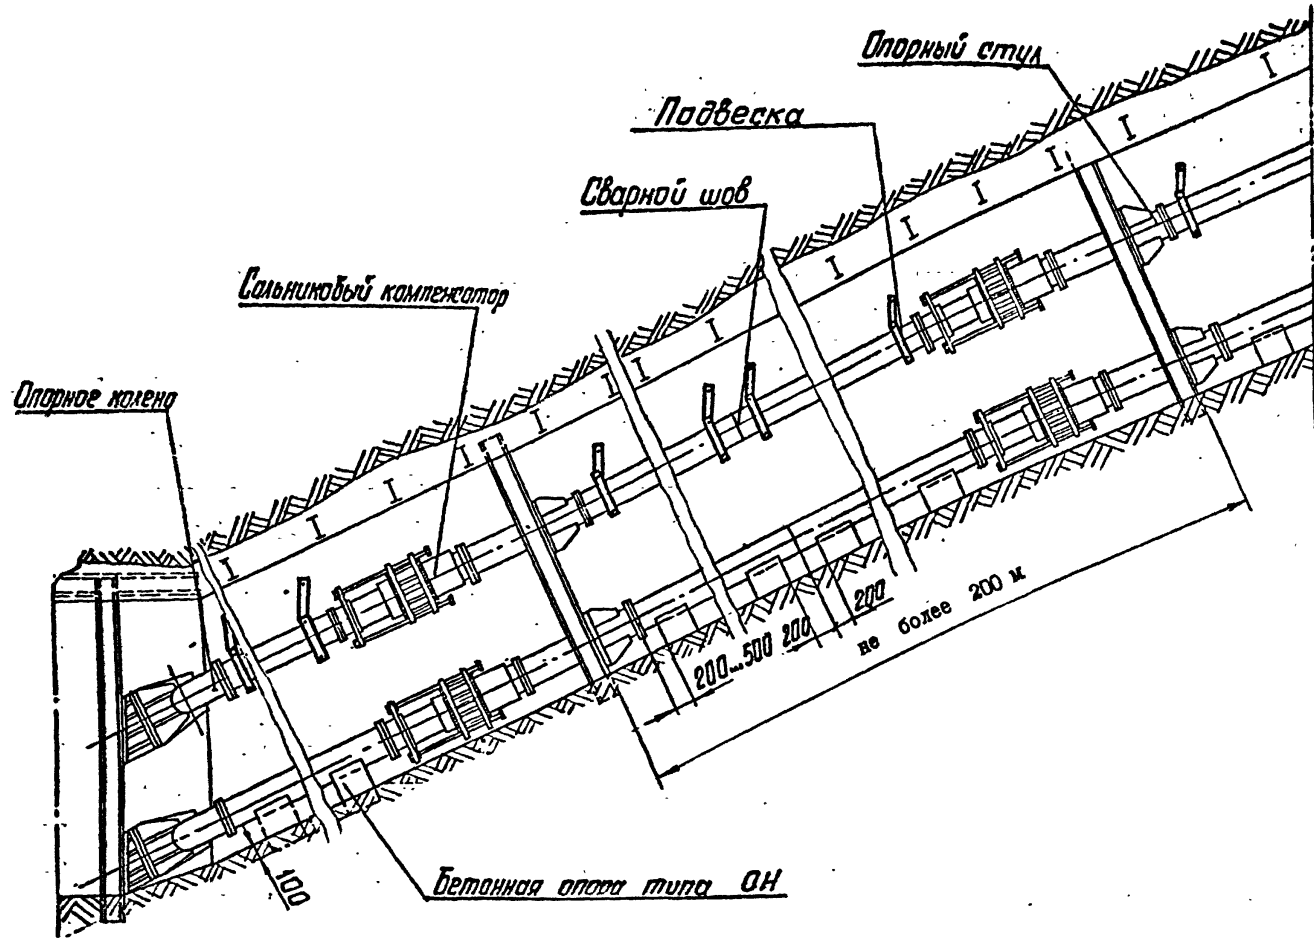 Опорный стул
Подвеска
Сварной шов
Сальниковый компенсатор
Опорное колено
200...500 200
200
не более 200 м
100
Бетонная опора типа ОН